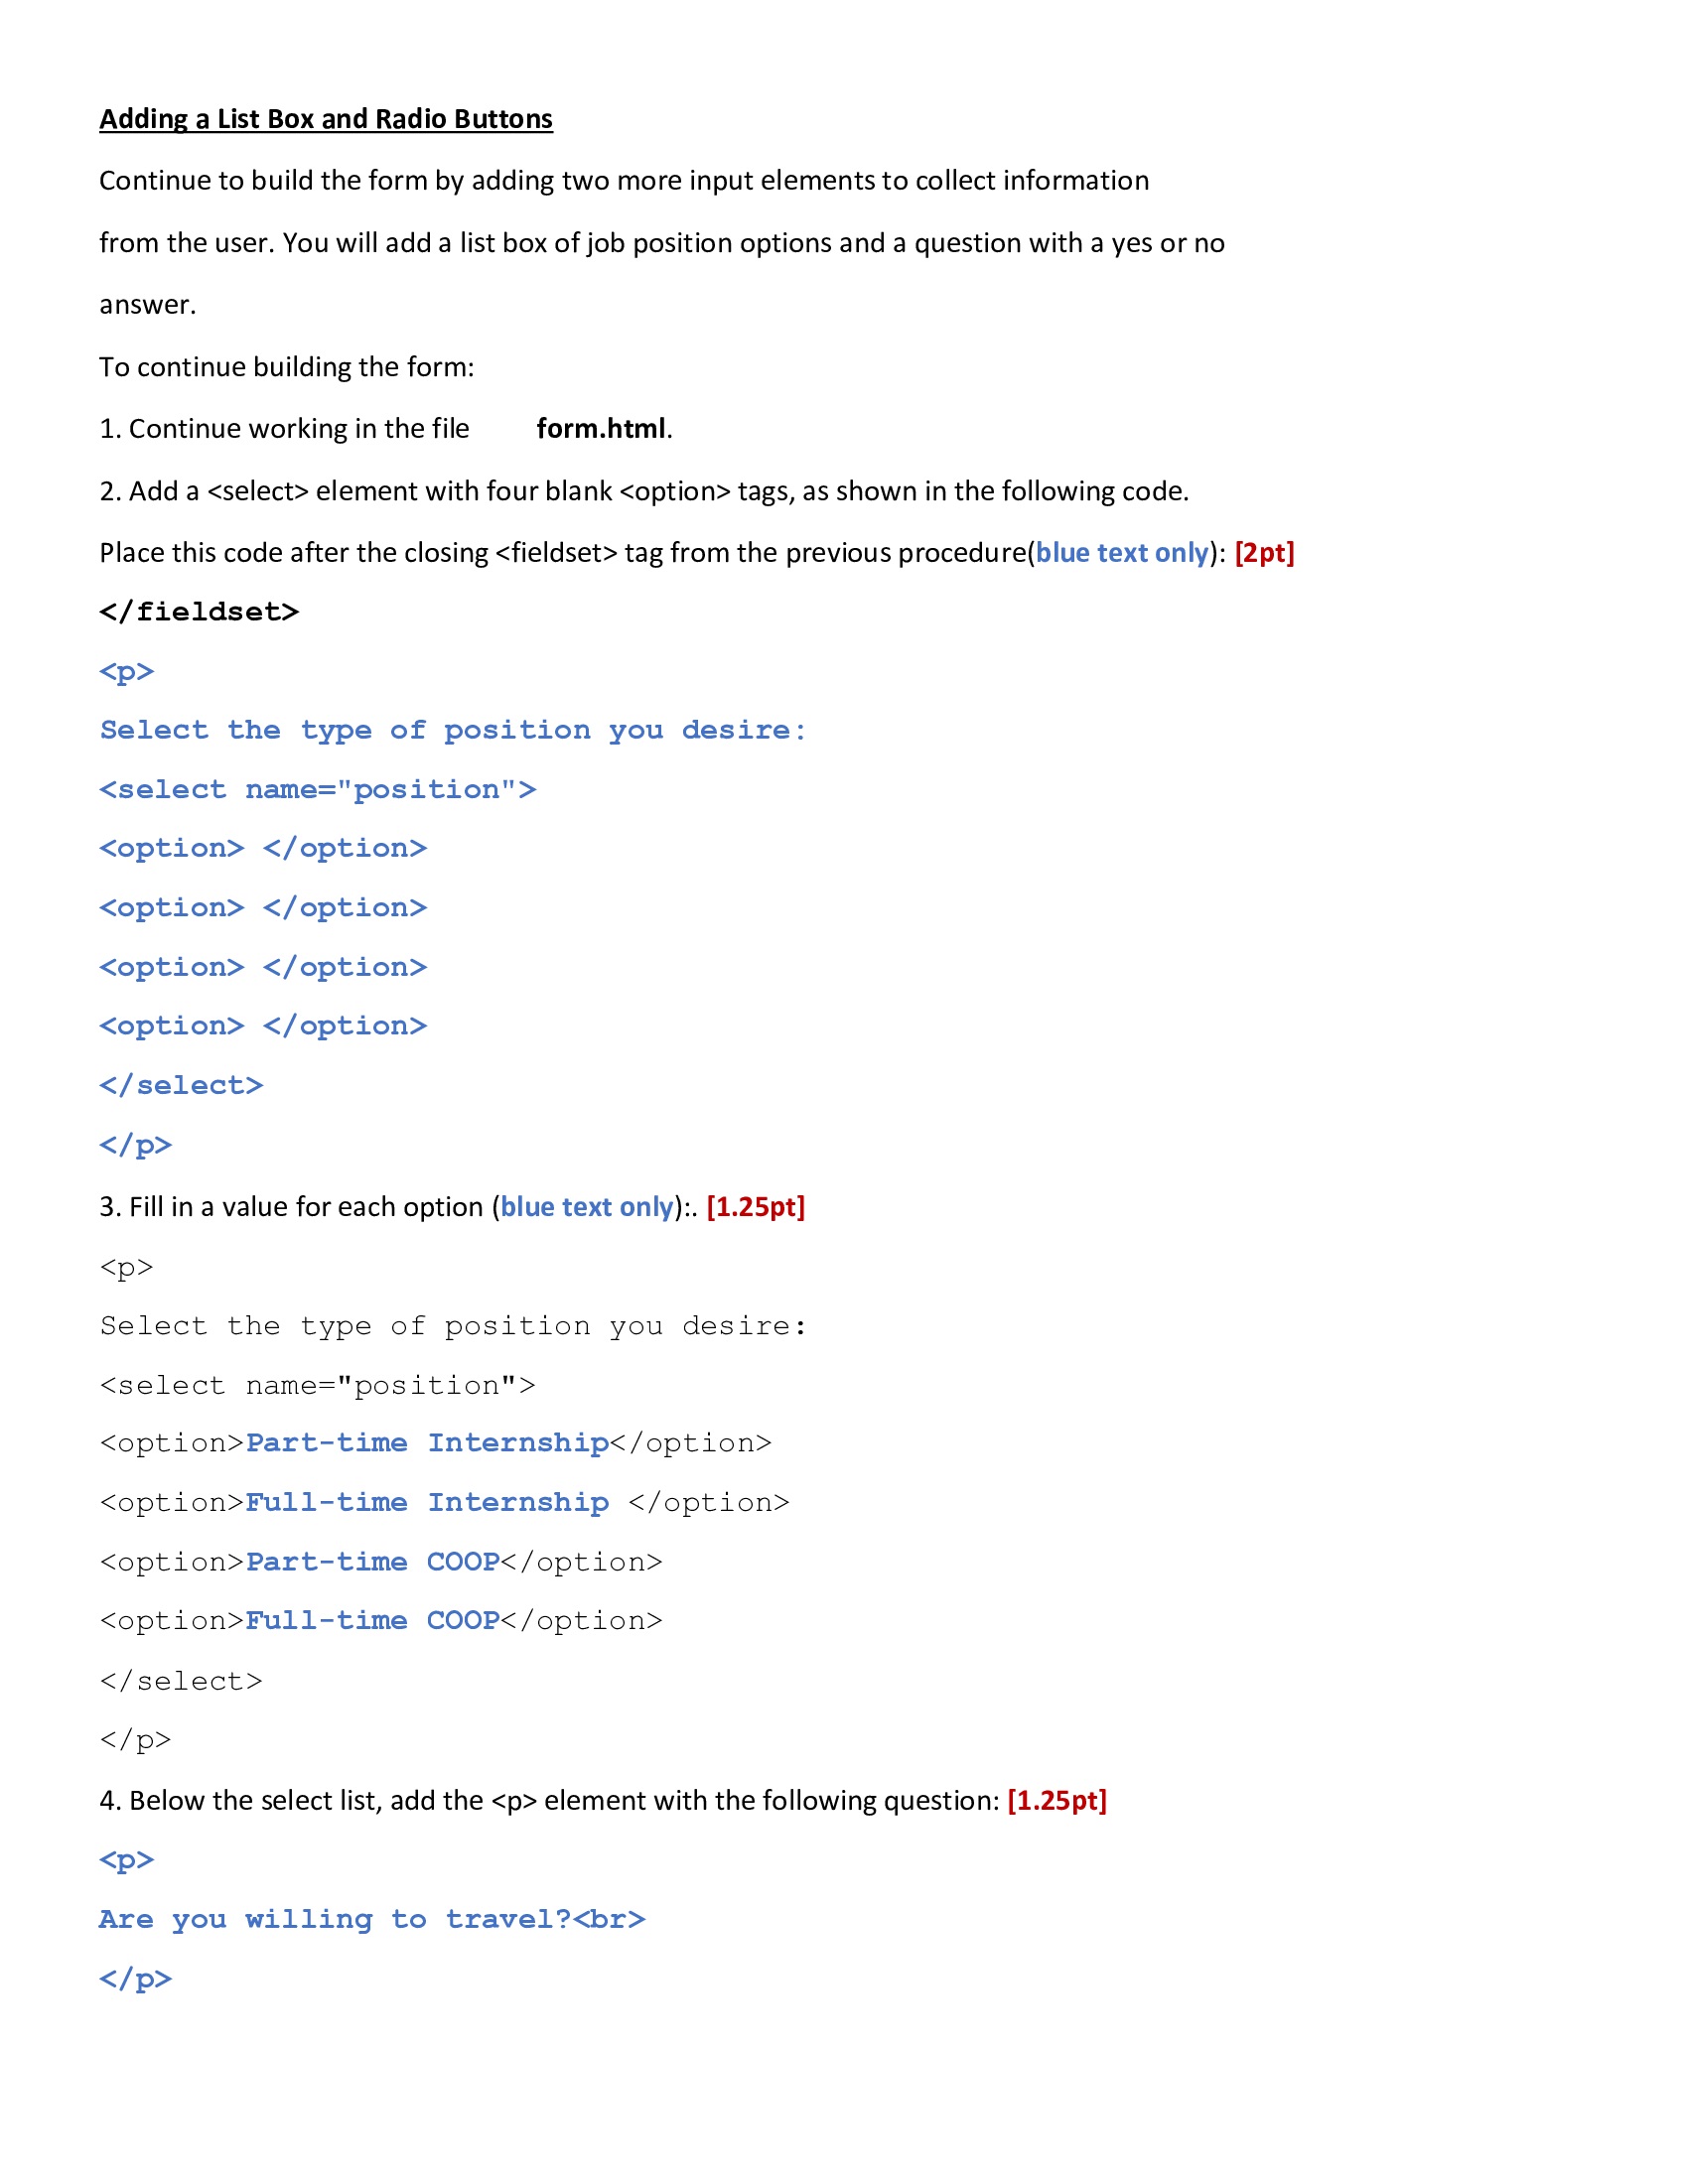 Adding a List Box and Radio Buttons
Continue to build the form by adding two more input elements to collect information
from the user. You will add a list box of job position options and a question with a yes or no
answer.
To continue building the form:
1. Continue working in the file form.html.
2. Add a <select> element with four blank <option> tags, as shown in the following code.
Place this code after the closing <fieldset> tag from the previous procedure(blue text only): [2pt]
</fieldset>
<p>
Select the type of position you desire:
<select name="position">
<option> </option>
<option> </option>
<option> </option>
<option> </option>
</select>
</p>
3. Fill in a value for each option (blue text only):. [1.25pt]
<p>
Select the type of position you desire:
<select name="position">
<option>Part-time Internship</option>
<option>Full-time Internship </option>
<option>Part-time COOP</option>
<option>Full-time COOP</option>
</select>
</p>
4. Below the select list, add the <p> element with the following question: [1.25pt]
<p>
Are you willing to travel?<br>
</p>